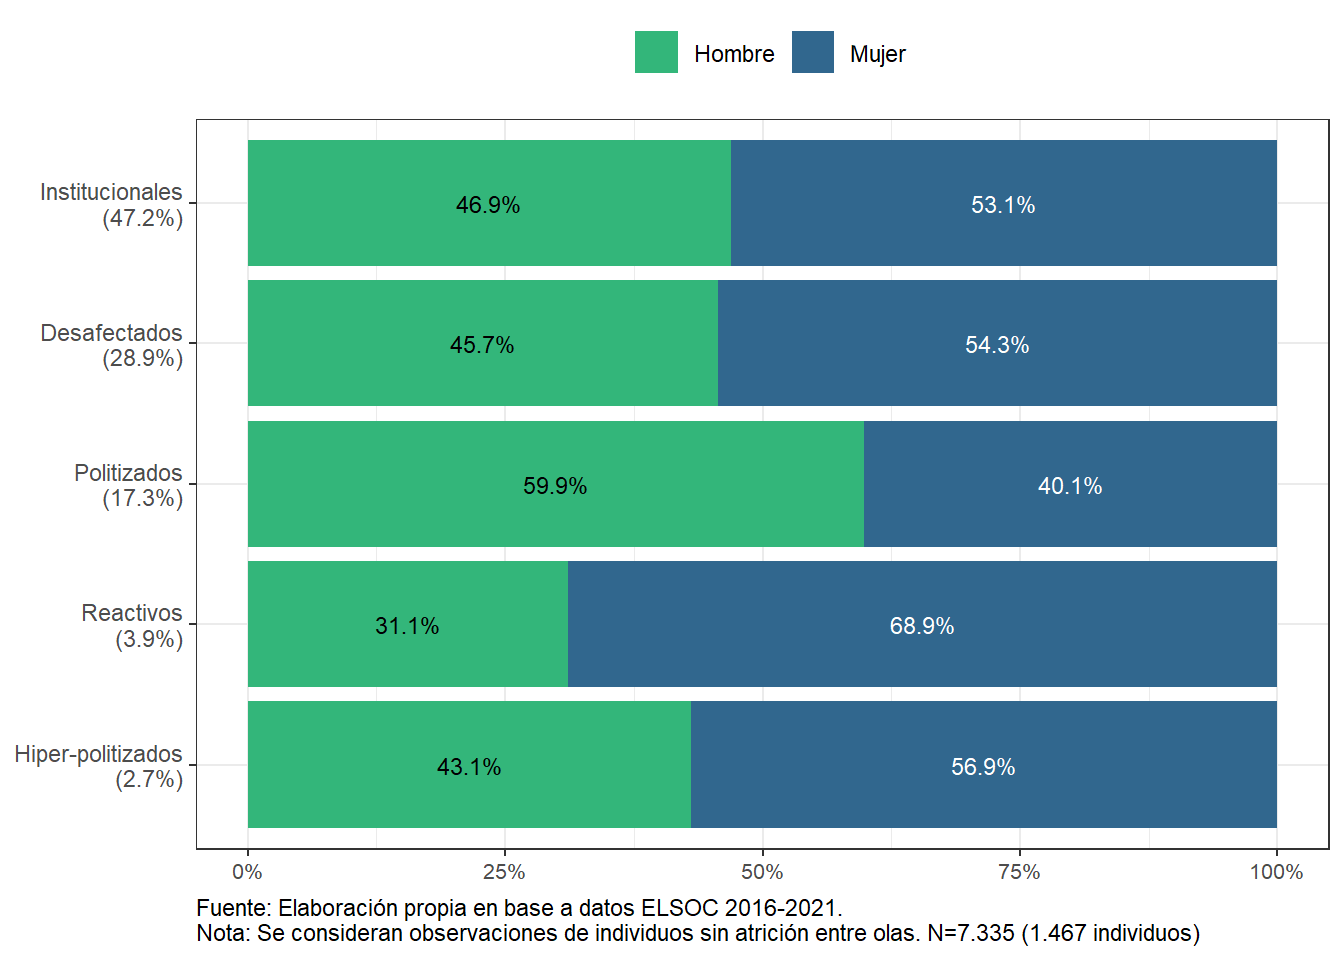 Hombre Mujer
Institucionales
(47.2%)
46.9% 53.1%
Desafectados
(28.9%)
45.7% 54.3%
Politizados
(17.3%)
59.9% 40.1%
Reactivos
(3.9%)
31.1% 68.9%
Hiper-politizados
(2.7%)
43.1% 56.9%
0% 25% 50% 75% 100%
Fuente: Elaboración propia en base a datos ELSOC 2016-2021.
Nota: Se consideran observaciones de individuos sin atrición entre olas. N=7.335 (1.467 individuos)